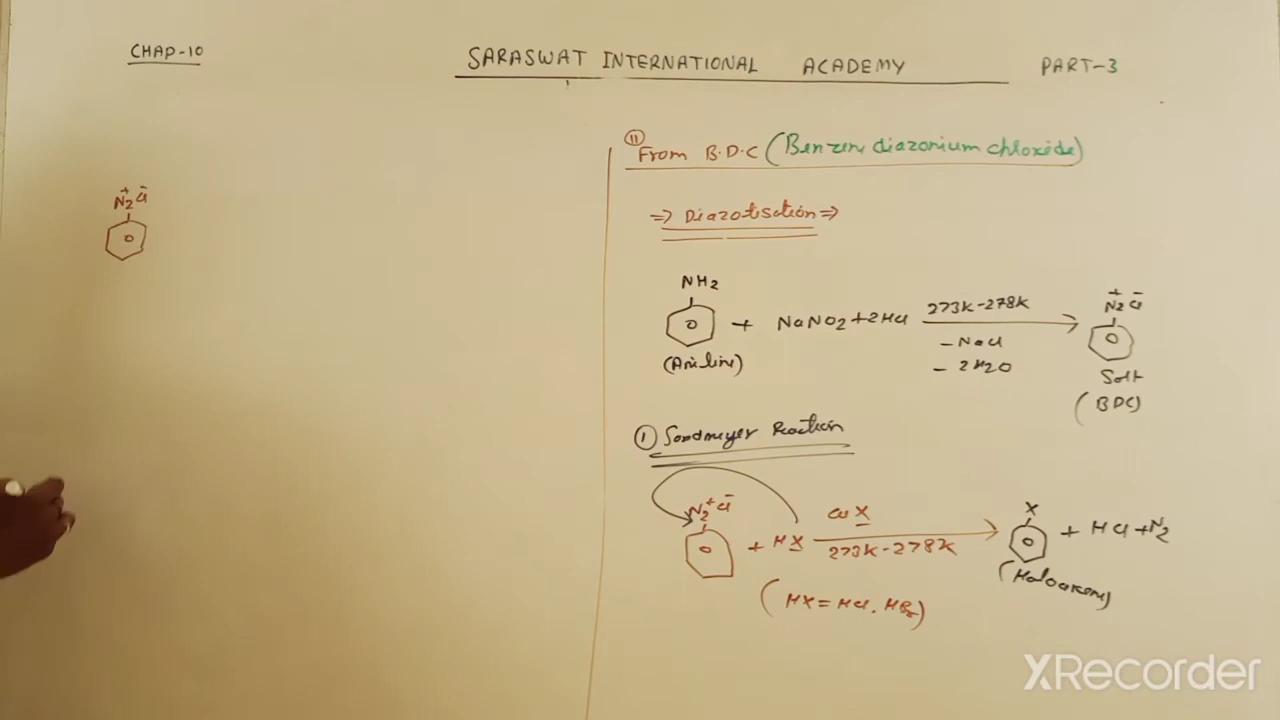 CHAP-10
SARASWAT INTERNATIONAL ACADEMY
PART-3
N2+ Cl-
II From B.D.C (Benzene diazonium chloride)
=> Diazotisation =>
NH2
(Aniline)
+ NaNO2 + 2HCl
273K-278K
- NaCl
- 2H2O
N2+ Cl-
Salt
(BDC)
① Sandmeyer Reaction
N2+ Cl-
+ HX
CuX
273K-278K
X
+ HCl + N2
(Haloarene)
(HX = HCl, HBr)
XRecorder